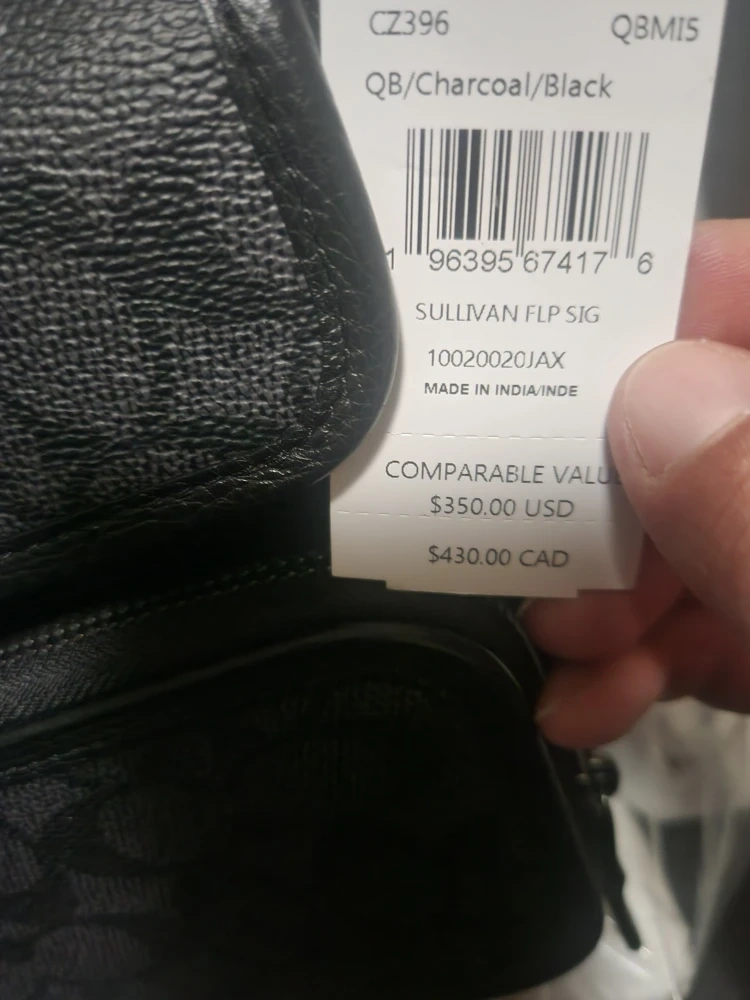 CZ396 QBMI5
QB/Charcoal/Black
1 96395 67417 6
SULLIVAN FLP SIG
10020020JAX
MADE IN INDIA/INDE
COMPARABLE VALU
$350.00 USD
$430.00 CAD